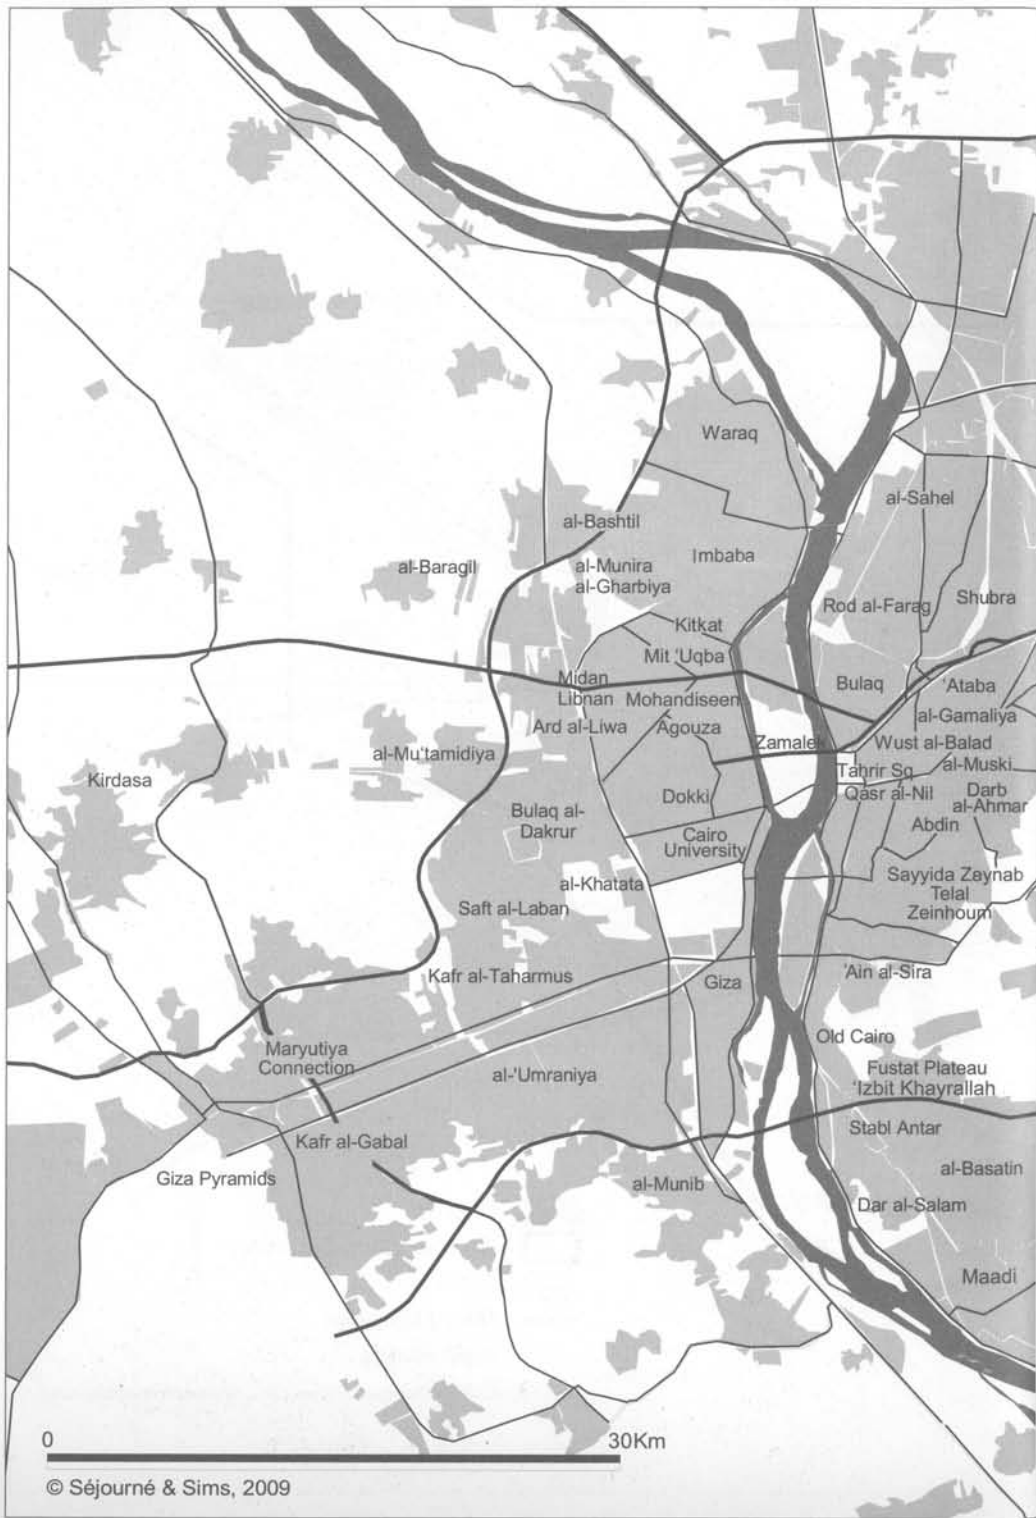 Waraq
al-Sahel
al-Bashtil
Imbaba
al-Baragil
al-Munira
al-Gharbiya
Rod al-Farag
Shubra
Kitkat
Mit 'Uqba
Midan
Libnan
Mohandiseen
Bulaq
'Ataba
al-Gamaliya
Ard al-Liwa
Agouza
Zamalek
Wust al-Balad
al-Muski
al-Mu'tamidiya
Kirdasa
Tahrir Sq
Qasr al-Nil
Darb
al-Ahmar
Dokki
Bulaq al-
Dakrur
Abdin
Cairo
University
al-Khatata
Sayyida Zeynab
Telal
Zeinhoum
Saft al-Laban
Kafr al-Taharmus
Giza
'Ain al-Sira
Old Cairo
Maryutiya
Connection
al-'Umraniya
Fustat Plateau
'Izbit Khayrallah
Stabl Antar
Kafr al-Gabal
Giza Pyramids
al-Munib
al-Basatin
Dar al-Salam
Maadi
0 30Km
© Séjourné & Sims, 2009